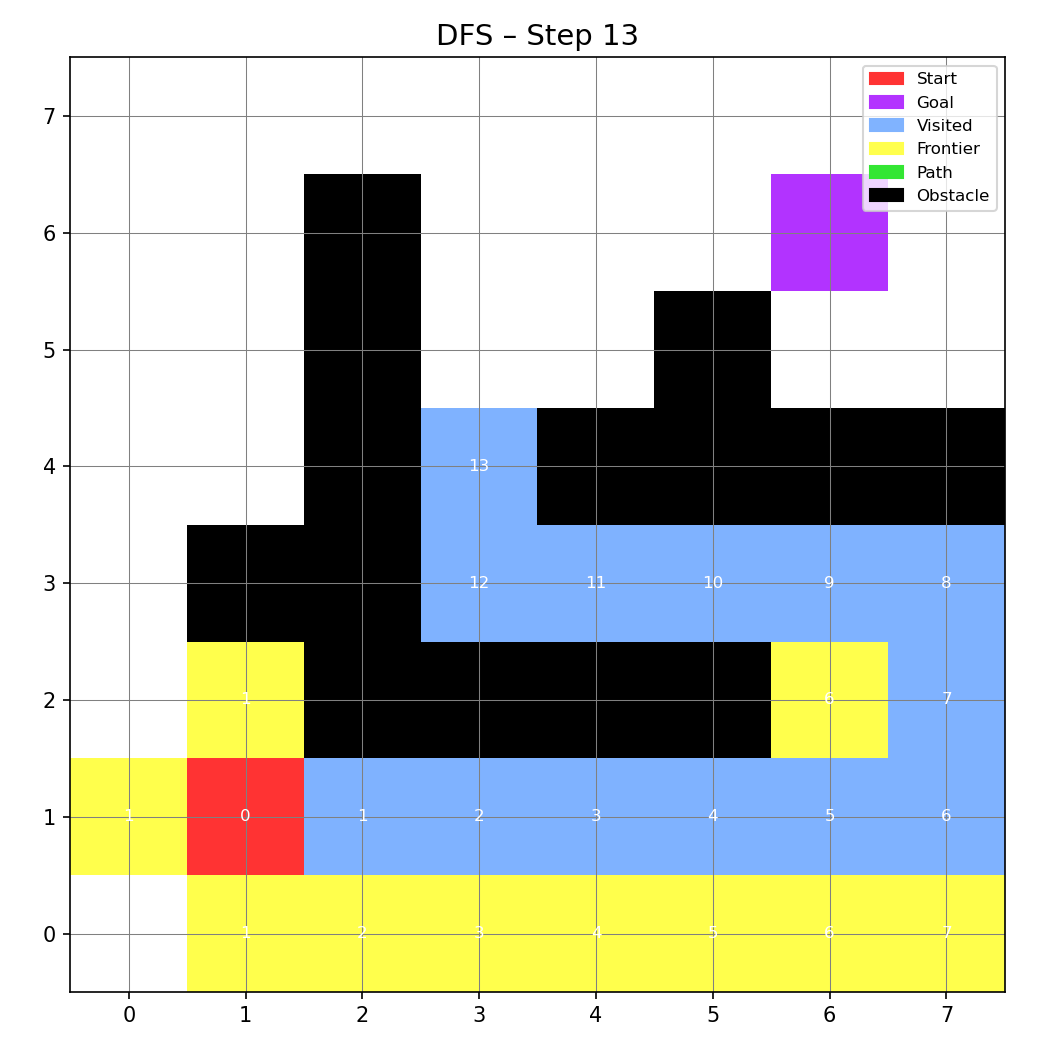 DFS – Step 13
Start
Goal
Visited
Frontier
Path
Obstacle
7
6
5
4 13
3 12 11 10 9 8
2 1 6 7
1 1 0 1 2 3 4 5 6
0 1 2 3 4 5 6 7
0 1 2 3 4 5 6 7